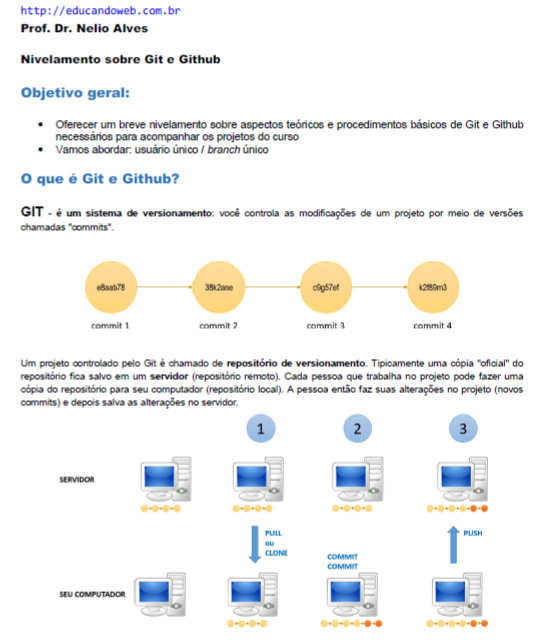 http://educandoweb.com.br
Prof. Dr. Nelio Alves
Nivelamento sobre Git e Github
Objetivo geral:
• Oferecer um breve nivelamento sobre aspectos teóricos e procedimentos básicos de Git e Github
necessários para acompanhar os projetos do curso
• Vamos abordar: usuário único / branch único
O que é Git e Github?
GIT - é um sistema de versionamento: você controla as modificações de um projeto por meio de versões
chamadas "commits".
e8aab78 38k2ane c9g57ef k2f89m3
commit 1 commit 2 commit 3 commit 4
Um projeto controlado pelo Git é chamado de repositório de versionamento. Tipicamente uma cópia "oficial" do
repositório fica salvo em um servidor (repositório remoto). Cada pessoa que trabalha no projeto pode fazer uma
cópia do repositório para seu computador (repositório local). A pessoa então faz suas alterações no projeto (novos
commits) e depois salva as alterações no servidor.
1 2 3
SERVIDOR
PULL
ou
CLONE
COMMIT
COMMIT
PUSH
SEU COMPUTADOR